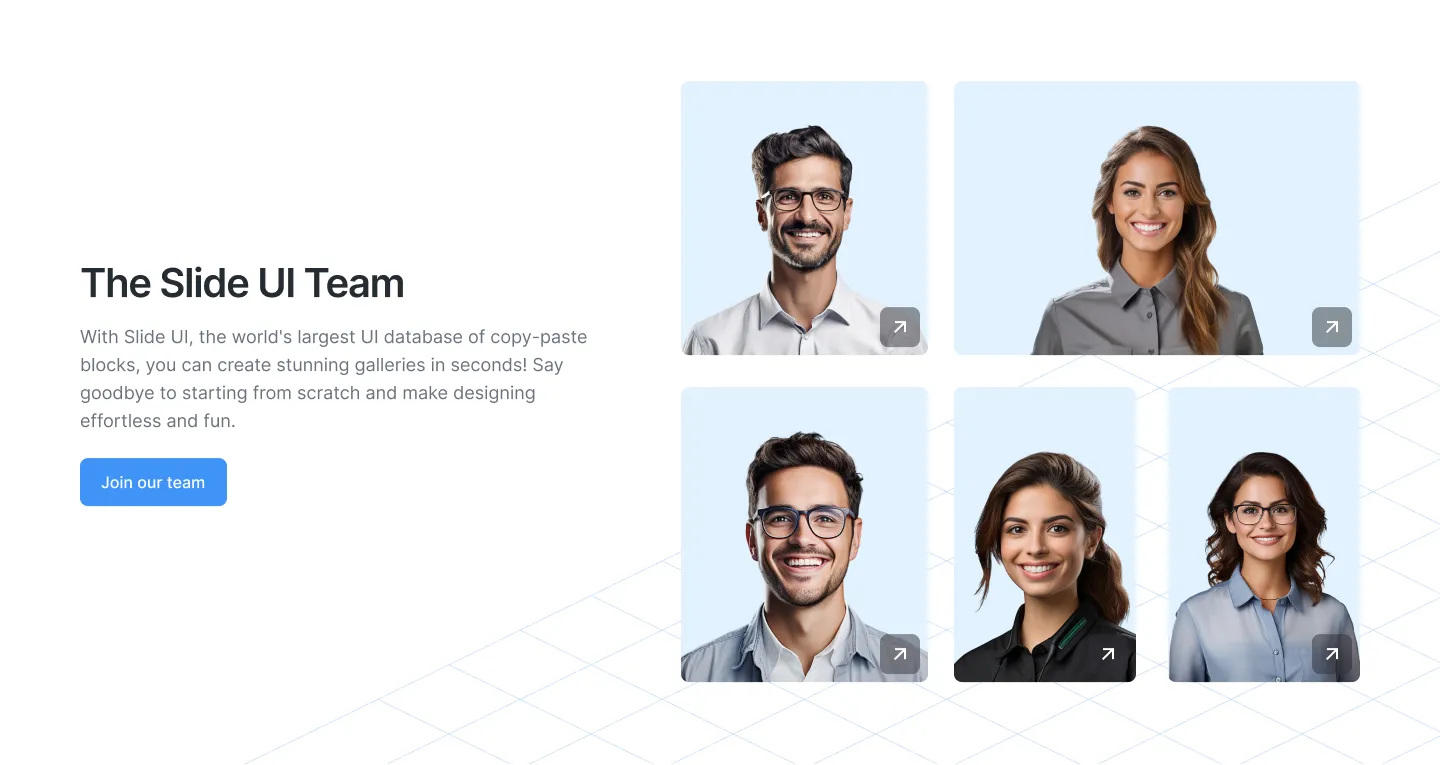 The Slide UI Team
With Slide UI, the world's largest UI database of copy-paste
blocks, you can create stunning galleries in seconds! Say
goodbye to starting from scratch and make designing
effortless and fun.
Join our team